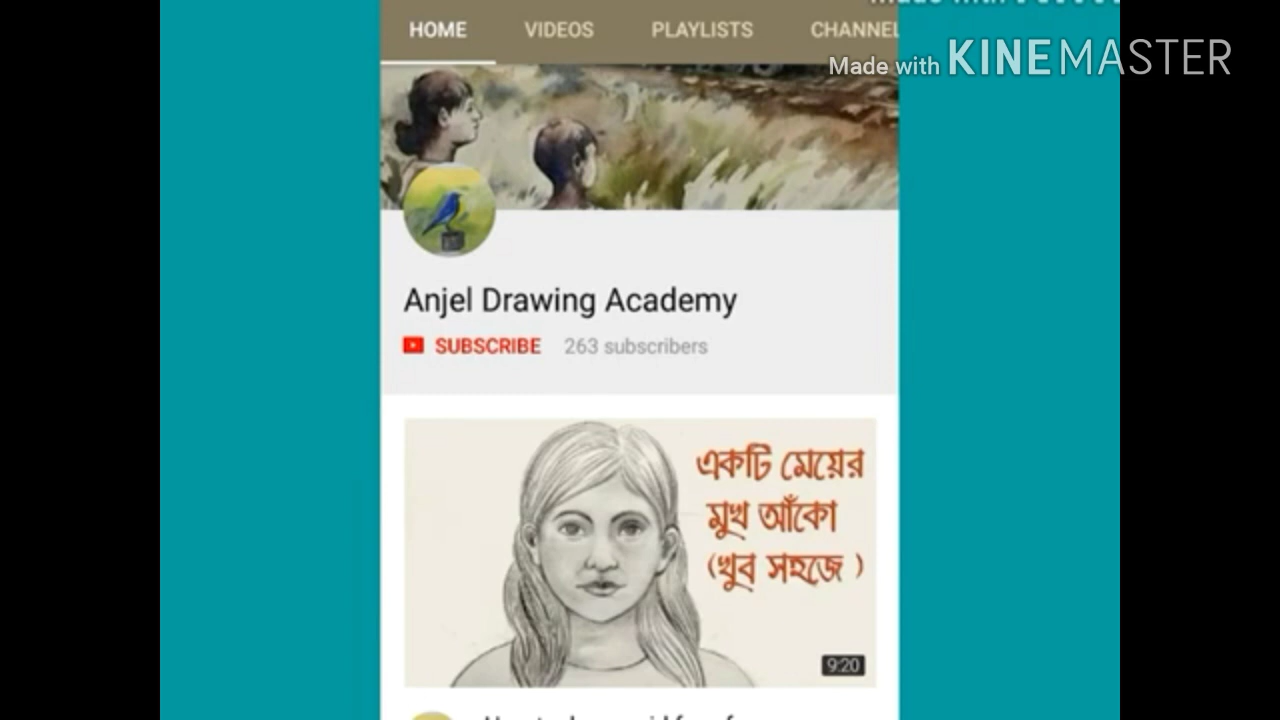 HOME VIDEOS PLAYLISTS CHANNEL
Made with KINEMASTER
Anjel Drawing Academy
SUBSCRIBE 263 subscribers
একটি মেয়ের
মুখ আঁকো
(খুব সহজে )
9:20